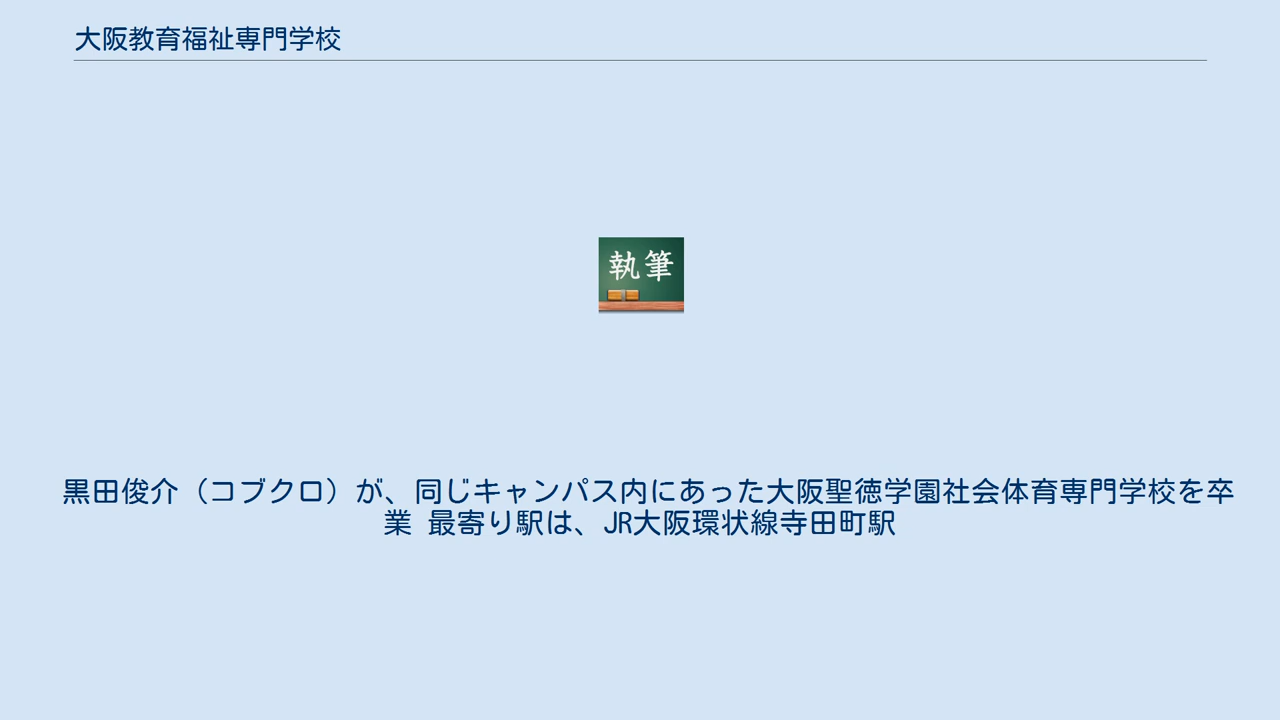 大阪教育福祉専門学校
執筆
黒田俊介（コブクロ）が、同じキャンパス内にあった大阪聖徳学園社会体育専門学校を卒
業 最寄り駅は、JR大阪環状線寺田町駅